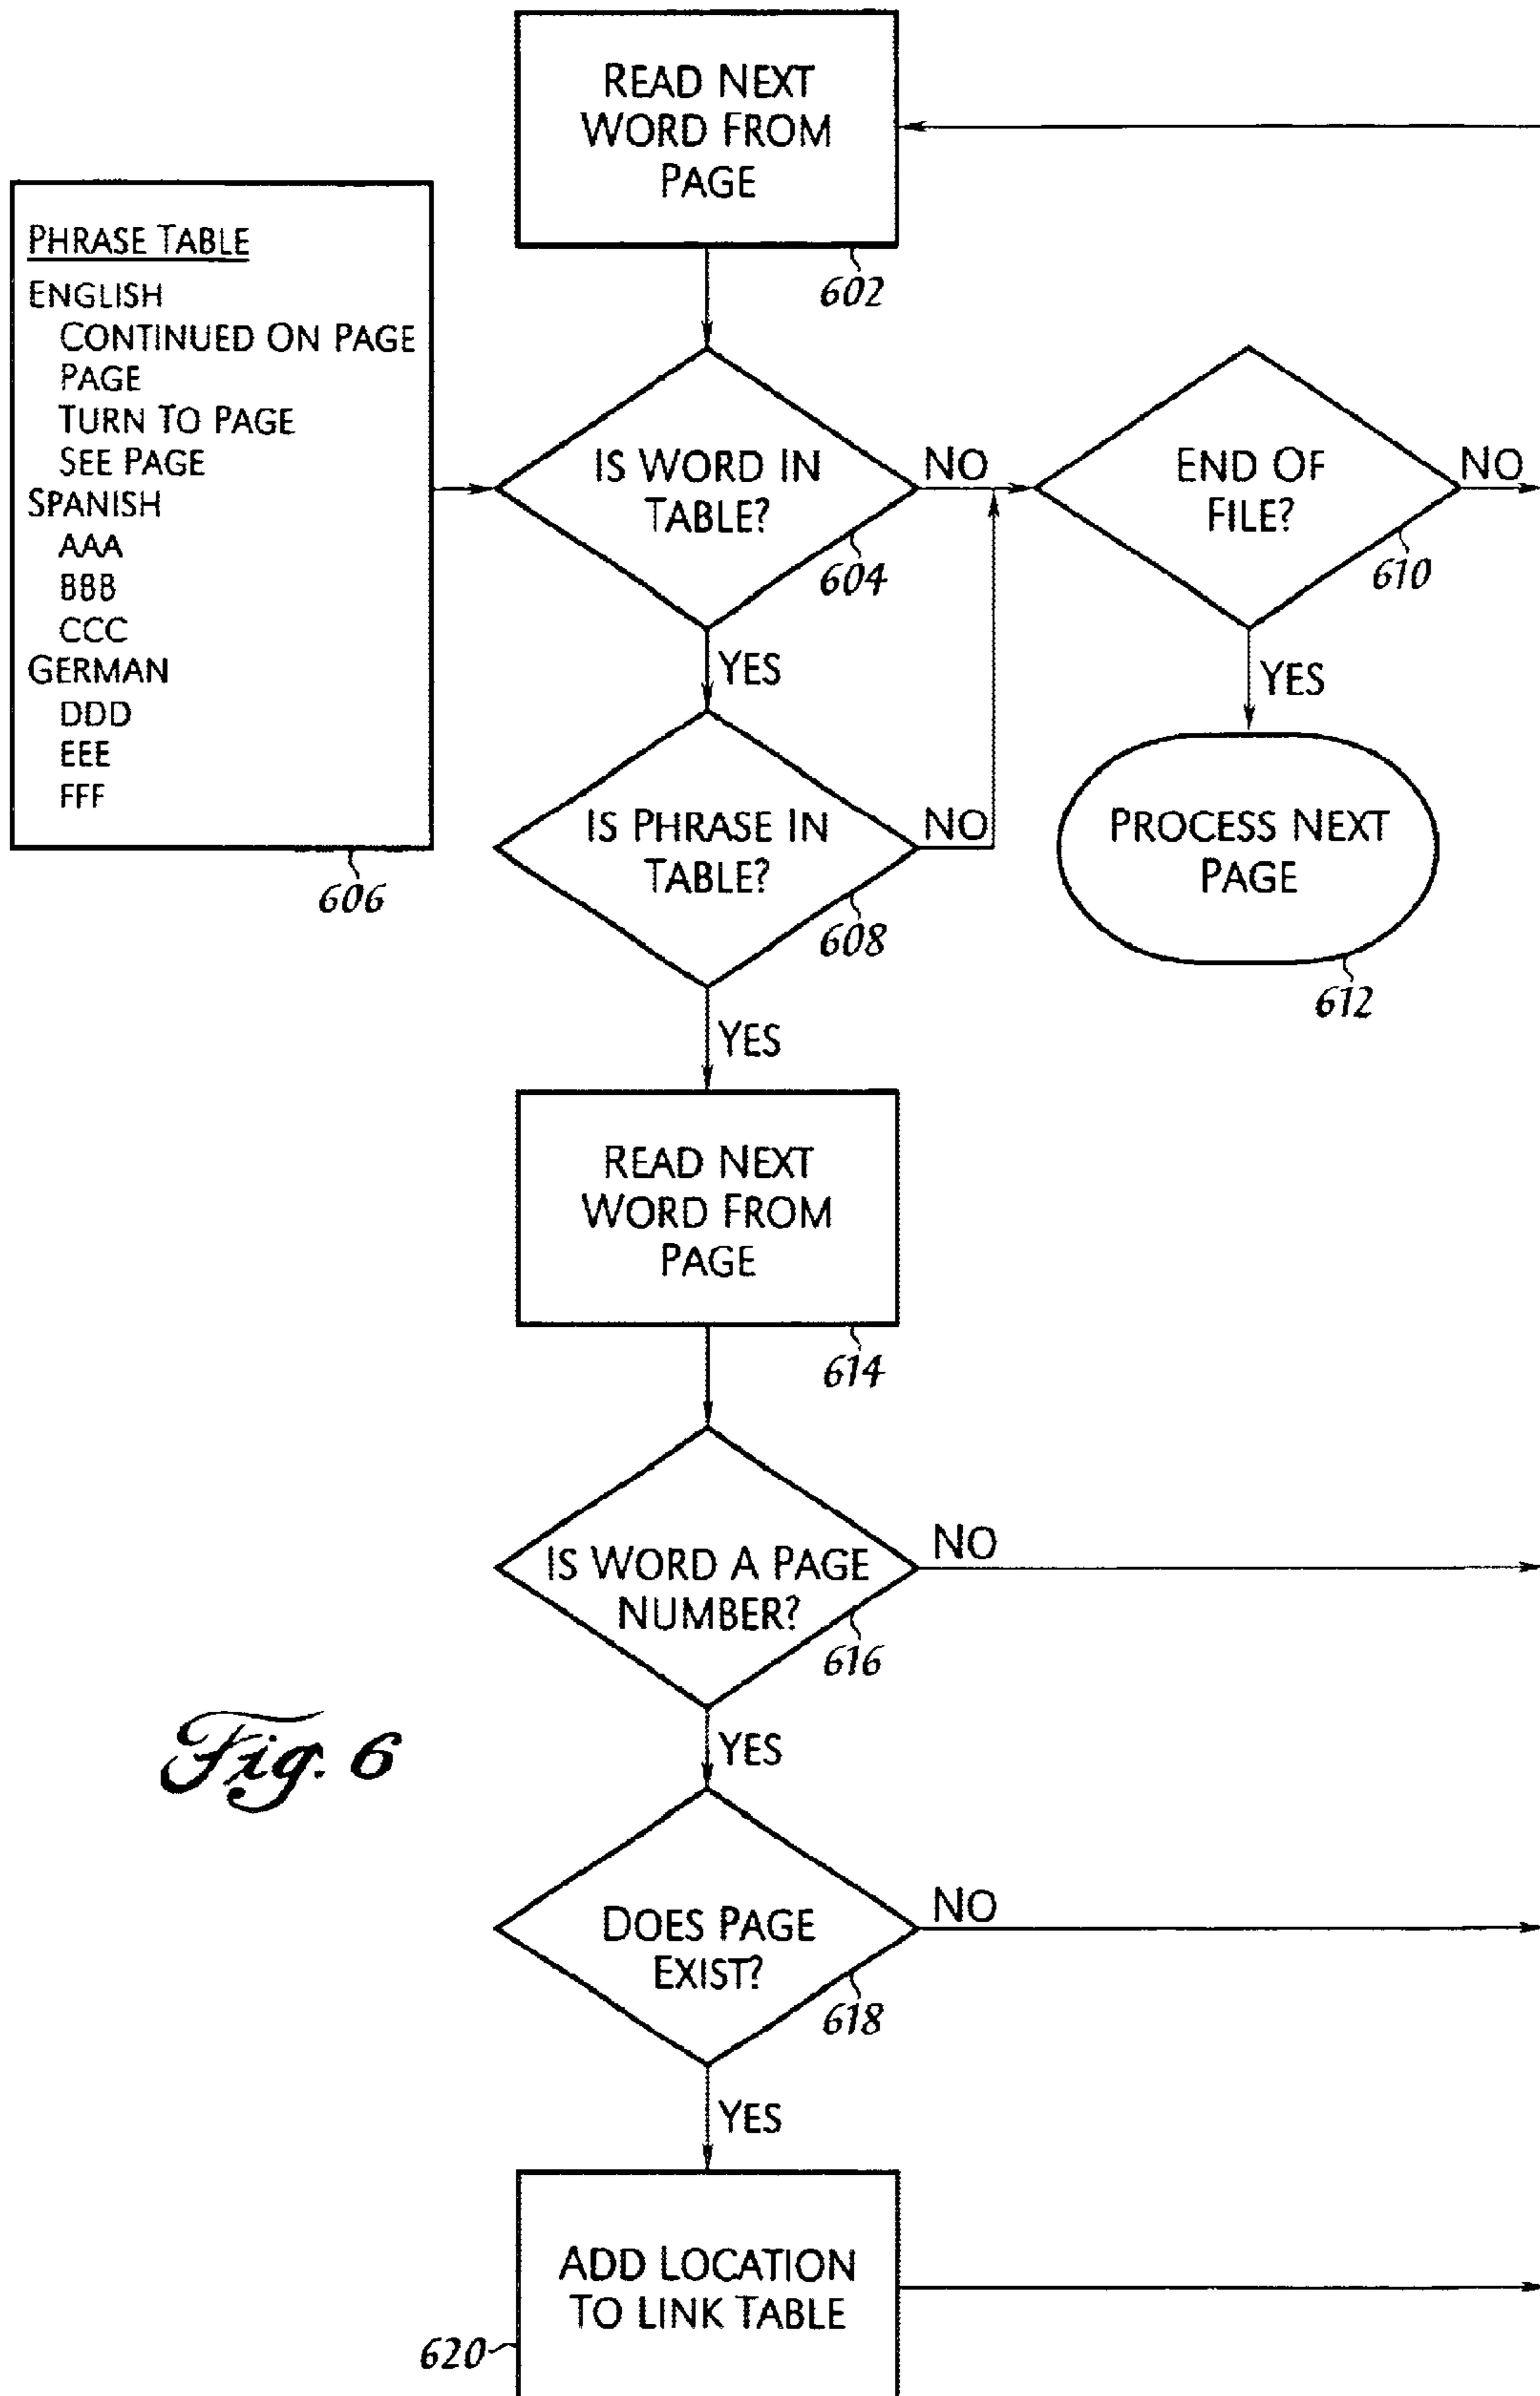 READ NEXT
WORD FROM
PAGE
602
PHRASE TABLE
ENGLISH
CONTINUED ON PAGE
PAGE
TURN TO PAGE
SEE PAGE
SPANISH
AAA
BBB
CCC
GERMAN
DDD
EEE
FFF
606
IS WORD IN
TABLE?
604
NO
YES
END OF
FILE?
610
NO
YES
IS PHRASE IN
TABLE?
608
NO
YES
PROCESS NEXT
PAGE
612
READ NEXT
WORD FROM
PAGE
614
IS WORD A PAGE
NUMBER?
616
NO
YES
Fig. 6
DOES PAGE
EXIST?
618
NO
YES
ADD LOCATION
TO LINK TABLE
620